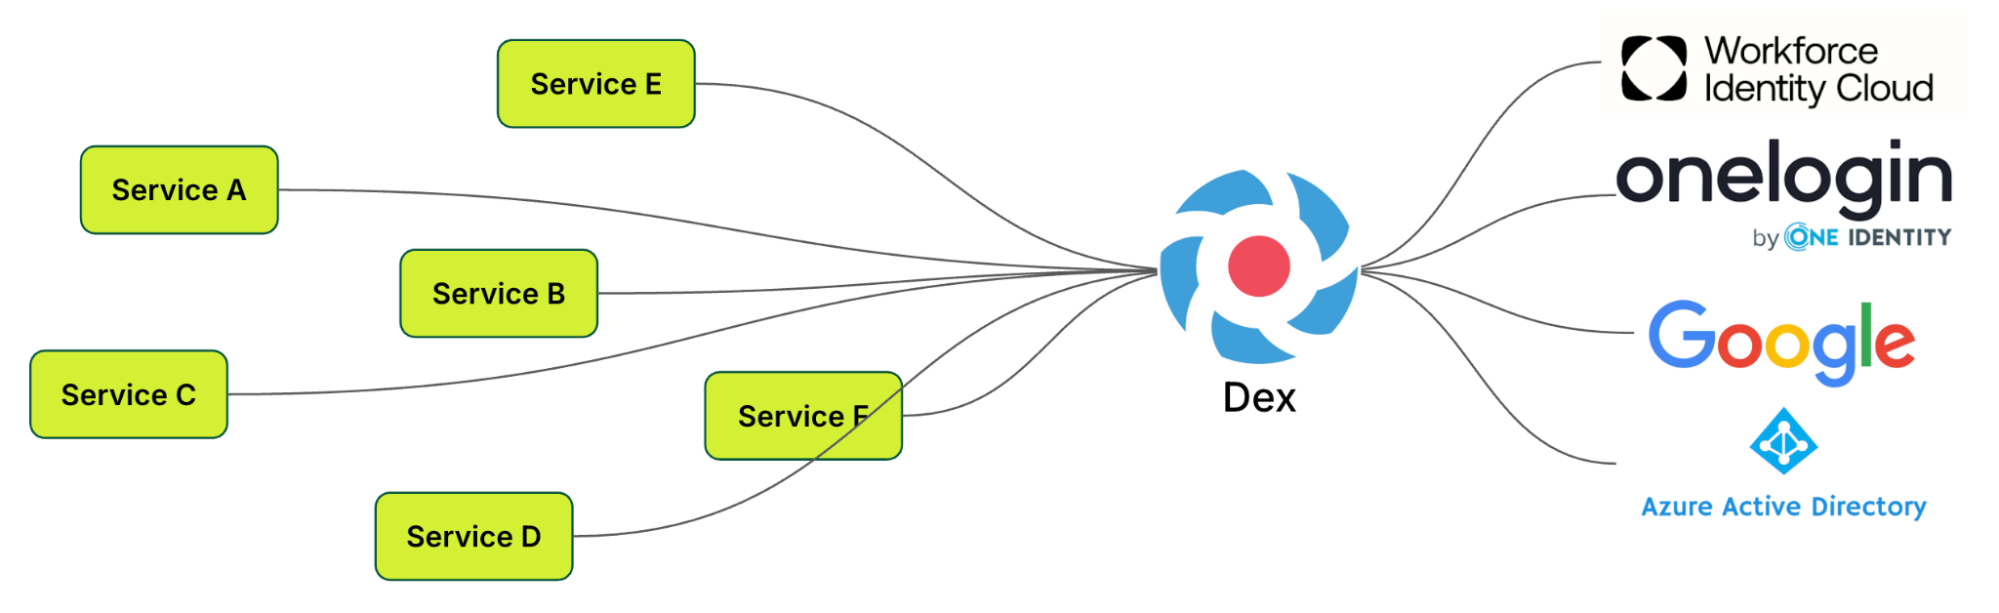 Service E
Service A
Service B
Service C
Service F
Service D
Dex
Workforce
Identity Cloud
onelogin
by ONE IDENTITY
Google
Azure Active Directory